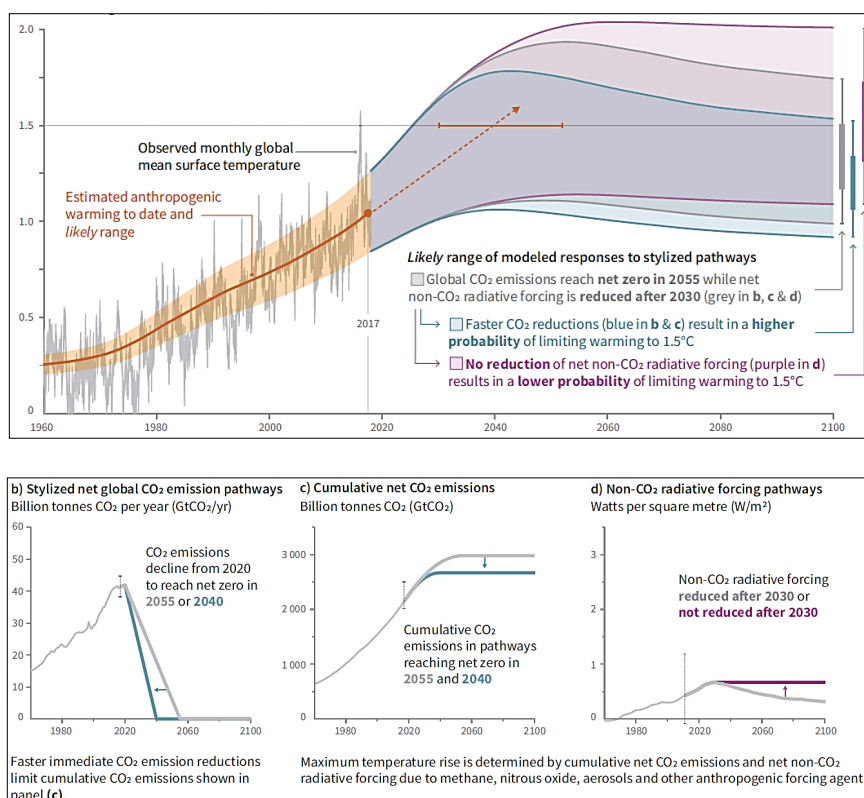 2.0
1.5
1.0
0.5
0
Observed monthly global
mean surface temperature
Estimated anthropogenic
warming to date and
likely range
2017
Likely range of modeled responses to stylized pathways
Global CO₂ emissions reach net zero in 2055 while net
non-CO₂ radiative forcing is reduced after 2030 (grey in b, c & d)
Faster CO₂ reductions (blue in b & c) result in a higher
probability of limiting warming to 1.5°C
No reduction of net non-CO₂ radiative forcing (purple in d)
results in a lower probability of limiting warming to 1.5°C
1960 1980 2000 2020 2040 2060 2080 2100
b) Stylized net global CO₂ emission pathways
Billion tonnes CO₂ per year (GtCO₂/yr)
60
50
40
30
20
10
0
CO₂ emissions
decline from 2020
to reach net zero in
2055 or 2040
1980 2020 2060 2100
Faster immediate CO₂ emission reductions
limit cumulative CO₂ emissions shown in
panel (c).
c) Cumulative net CO₂ emissions
Billion tonnes CO₂ (GtCO₂)
3 000
2 000
1 000
0
Cumulative CO₂
emissions in pathways
reaching net zero in
2055 and 2040
1980 2020 2060 2100
d) Non-CO₂ radiative forcing pathways
Watts per square metre (W/m²)
3
2
1
0
Non-CO₂ radiative forcing
reduced after 2030 or
not reduced after 2030
1980 2020 2060 2100
Maximum temperature rise is determined by cumulative net CO₂ emissions and net non-CO₂
radiative forcing due to methane, nitrous oxide, aerosols and other anthropogenic forcing agent